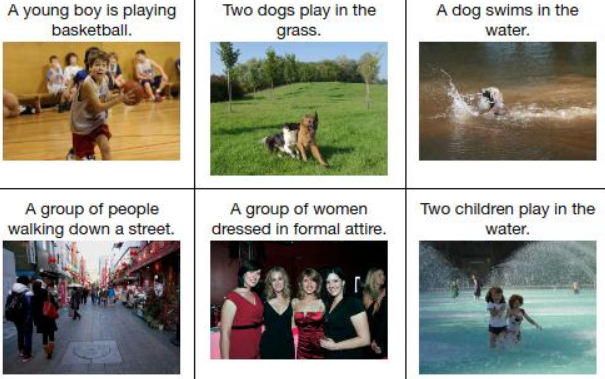 A young boy is playing
basketball.
Two dogs play in the
grass.
A dog swims in the
water.
A group of people
walking down a street.
A group of women
dressed in formal attire.
Two children play in the
water.